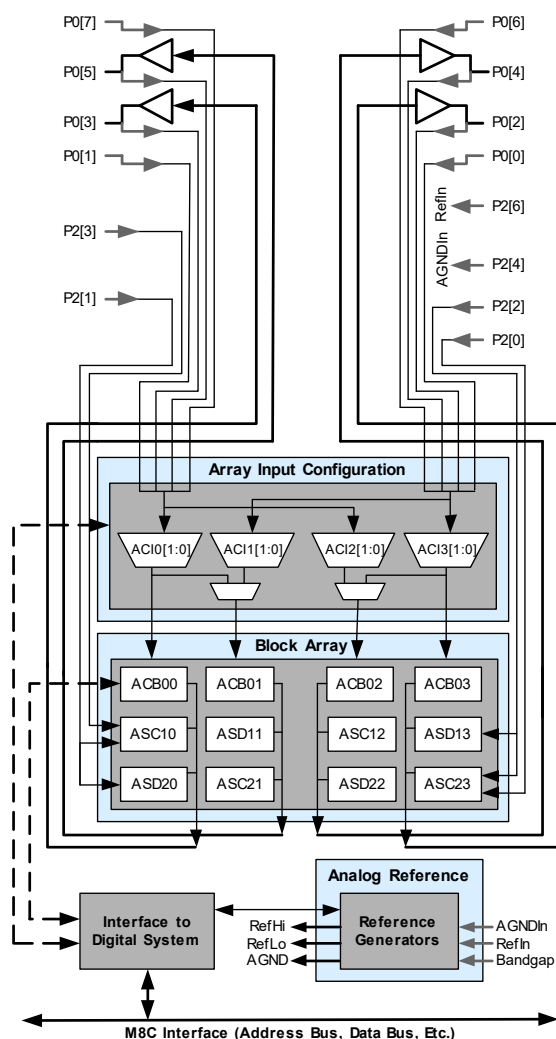 P0[7] P0[6]
P0[5] P0[4]
P0[3] P0[2]
P0[1] P0[0]
RefIn
P2[6]
P2[3]
AGNDIn
P2[4]
P2[1]
P2[2]
P2[0]
Array Input Configuration
ACI0[1:0] ACI1[1:0] ACI2[1:0] ACI3[1:0]
Block Array
ACB00 ACB01 ACB02 ACB03
ASC10 ASD11 ASC12 ASD13
ASD20 ASC21 ASD22 ASC23
Analog Reference
Interface to
Digital System
RefHi
RefLo
AGND
Reference
Generators
AGNDIn
RefIn
Bandgap
M8C Interface (Address Bus, Data Bus, Etc.)